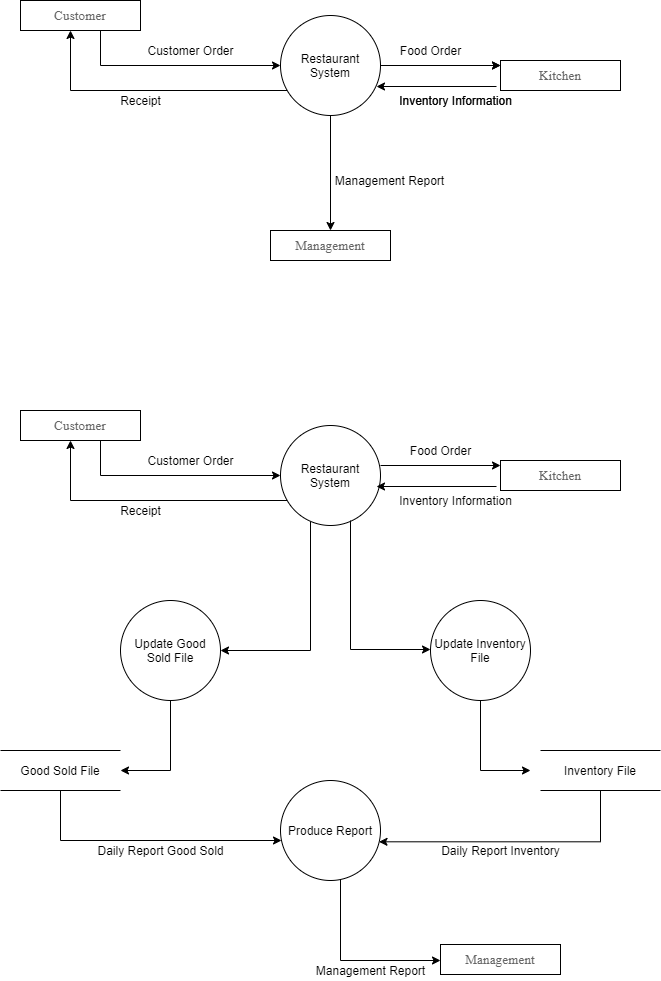 Customer
Customer Order
Food Order
Restaurant
System
Kitchen
Receipt
Inventory Information
Management Report
Management
Customer
Customer Order
Food Order
Restaurant
System
Kitchen
Receipt
Inventory Information
Update Good
Sold File
Update Inventory
File
Good Sold File
Inventory File
Produce Report
Daily Report Good Sold
Daily Report Inventory
Management
Management Report